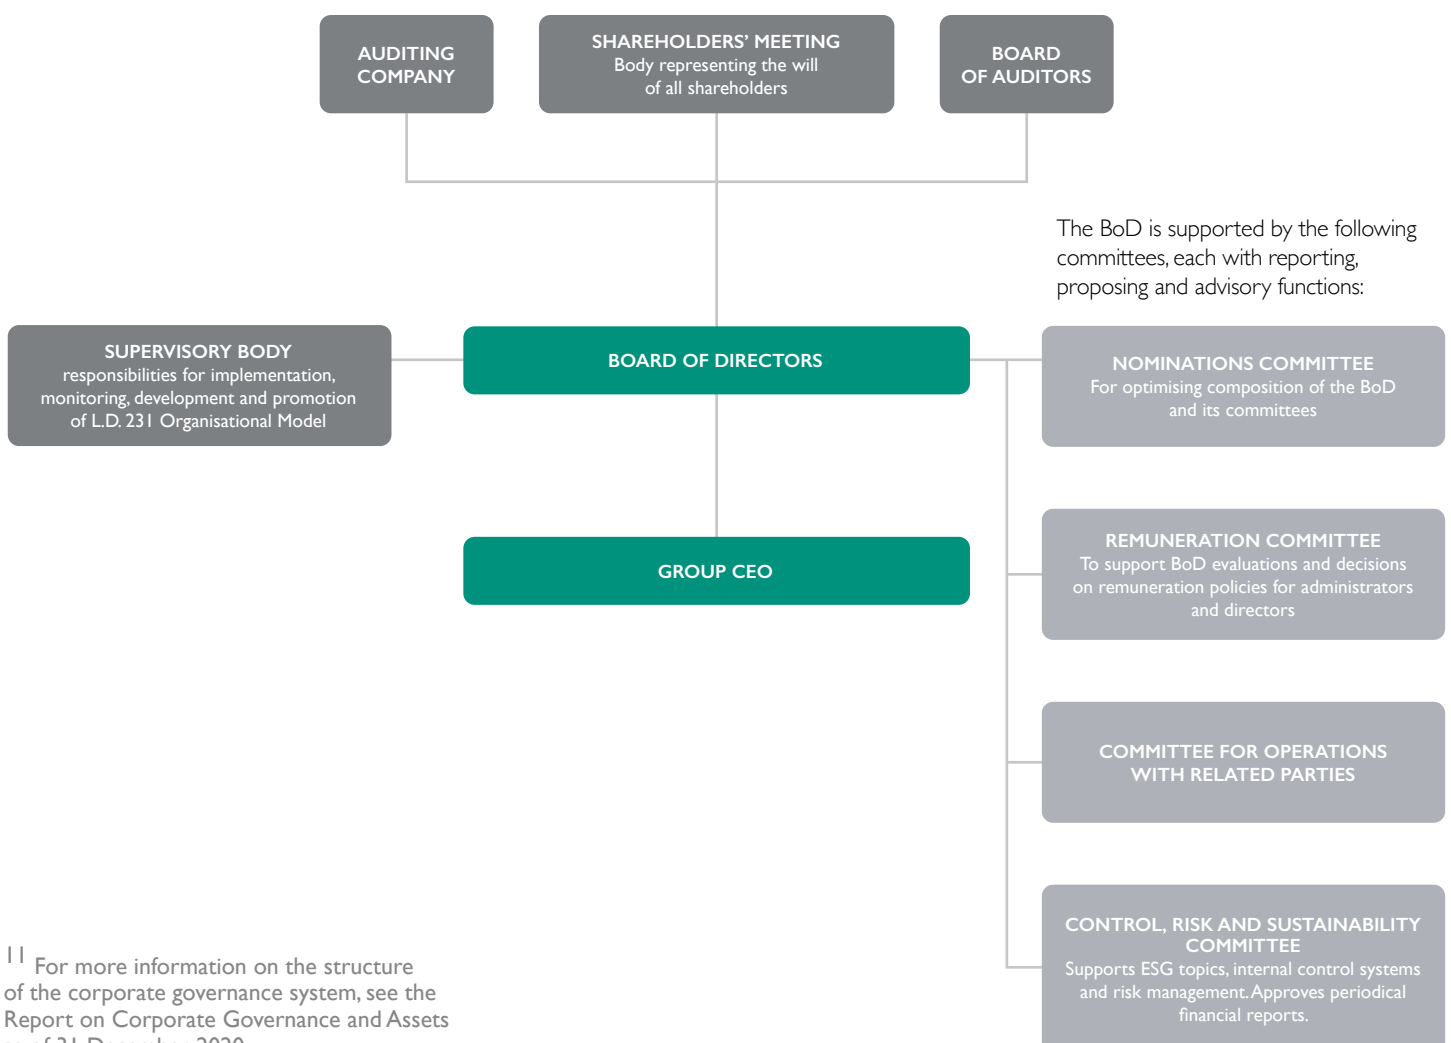 AUDITING
COMPANY
SHAREHOLDERS’ MEETING
Body representing the will
of all shareholders
BOARD
OF AUDITORS
The BoD is supported by the following
committees, each with reporting,
proposing and advisory functions:
SUPERVISORY BODY
responsibilities for implementation,
monitoring, development and promotion
of L.D. 231 Organisational Model
BOARD OF DIRECTORS
NOMINATIONS COMMITTEE
For optimising composition of the BoD
and its committees
GROUP CEO
REMUNERATION COMMITTEE
To support BoD evaluations and decisions
on remuneration policies for administrators
and directors
COMMITTEE FOR OPERATIONS
WITH RELATED PARTIES
CONTROL, RISK AND SUSTAINABILITY
COMMITTEE
Supports ESG topics, internal control systems
and risk management. Approves periodical
financial reports.
11 For more information on the structure
of the corporate governance system, see the
Report on Corporate Governance and Assets
as of 31 December 2020